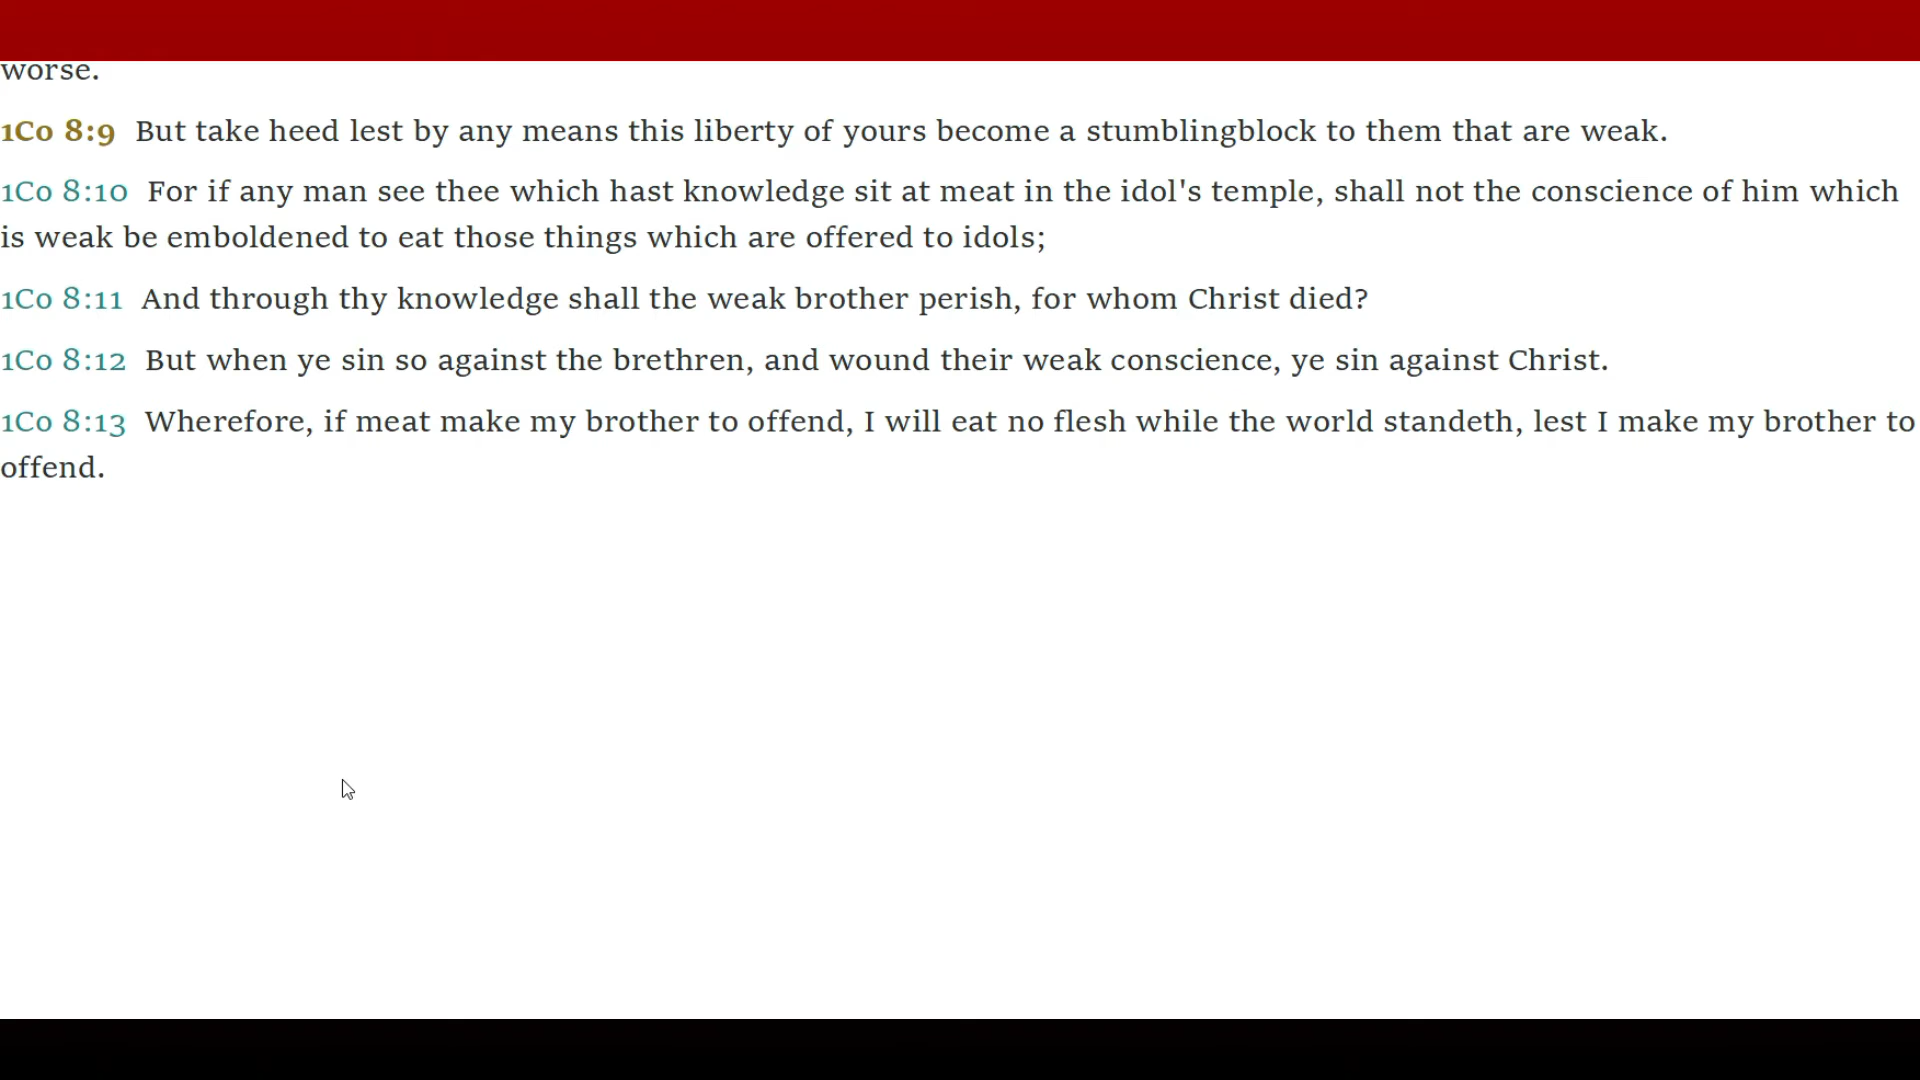 worse.
1Co 8:9 But take heed lest by any means this liberty of yours become a stumblingblock to them that are weak.
1Co 8:10 For if any man see thee which hast knowledge sit at meat in the idol's temple, shall not the conscience of him which
is weak be emboldened to eat those things which are offered to idols;
1Co 8:11 And through thy knowledge shall the weak brother perish, for whom Christ died?
1Co 8:12 But when ye sin so against the brethren, and wound their weak conscience, ye sin against Christ.
1Co 8:13 Wherefore, if meat make my brother to offend, I will eat no flesh while the world standeth, lest I make my brother to
offend.